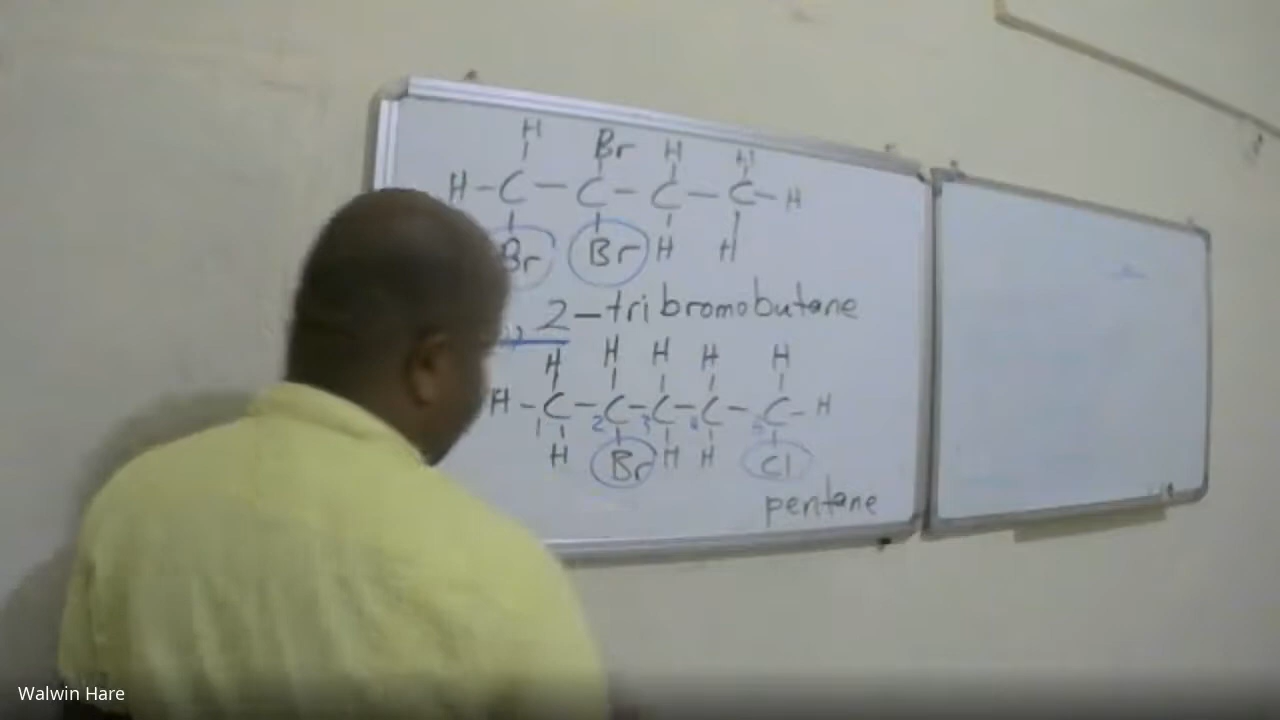 H Br H H
H - C - C - C - C - H
Br Br H H
, 2 - tribromobutane
H H H H H
H - C - C - C - C - C - H
1 2 3 4 5
H Br H H Cl
pentane
Walwin Hare